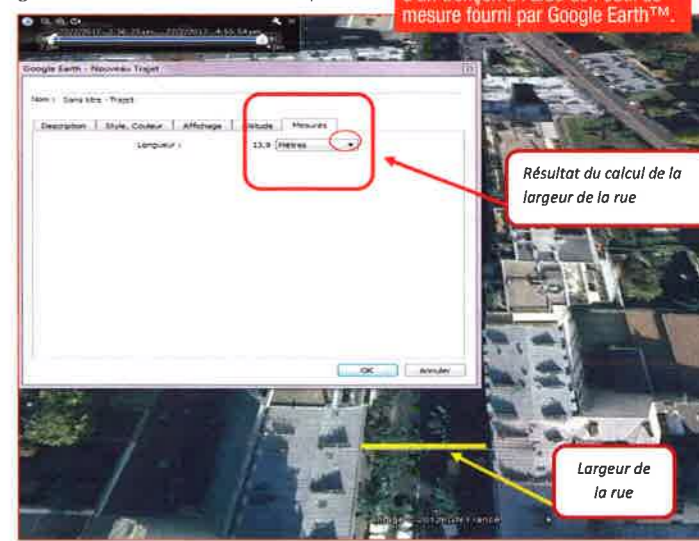 mesure fourni par Google Earth™.
Google Earth - Nouveau Trajet
Nom : Sans titre - Trajet
Description Style, Couleur Affichage Altitude Mesures
Longueur : 13,9 Mètres
Résultat du calcul de la
largeur de la rue
OK Annuler
Largeur de
la rue